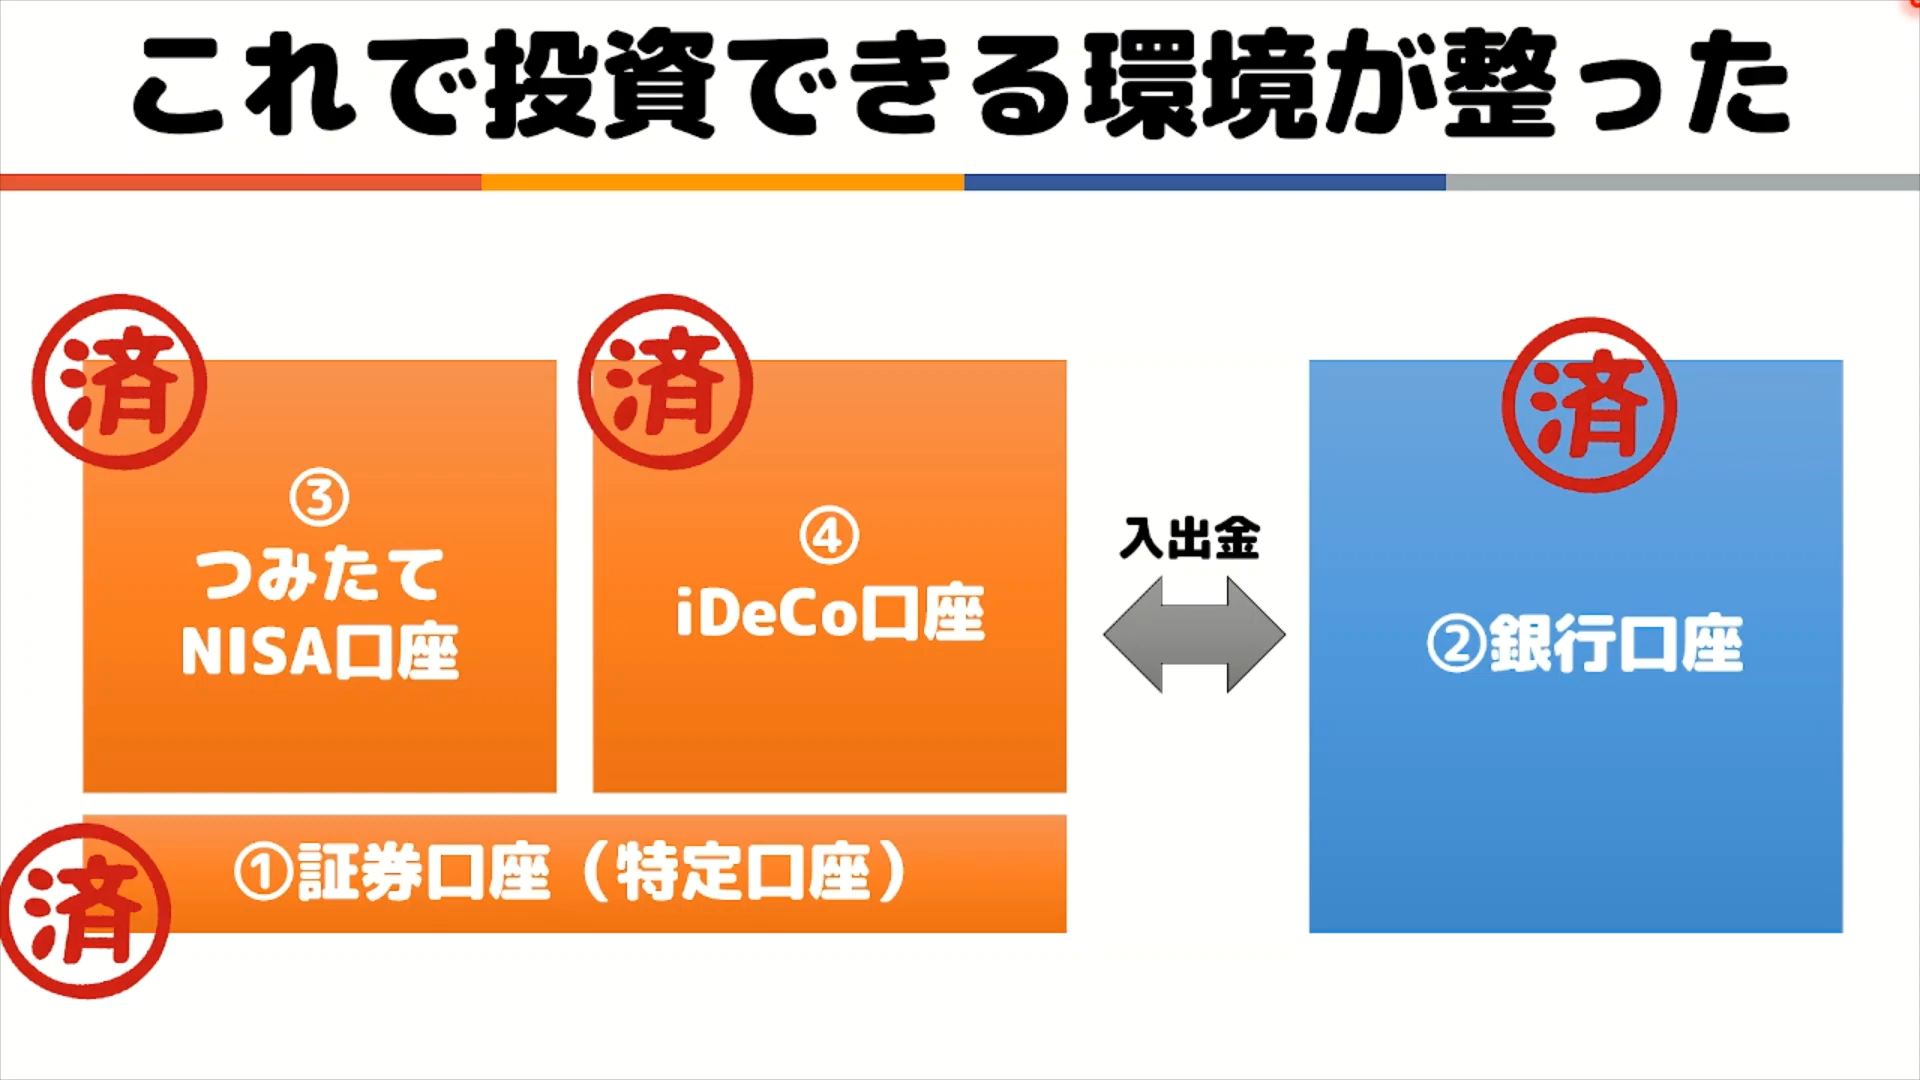 これで投資できる環境が整った
済
③
つみたて
NISA口座
済
④
iDeCo口座
入出金
済
②銀行口座
済
①証券口座（特定口座）